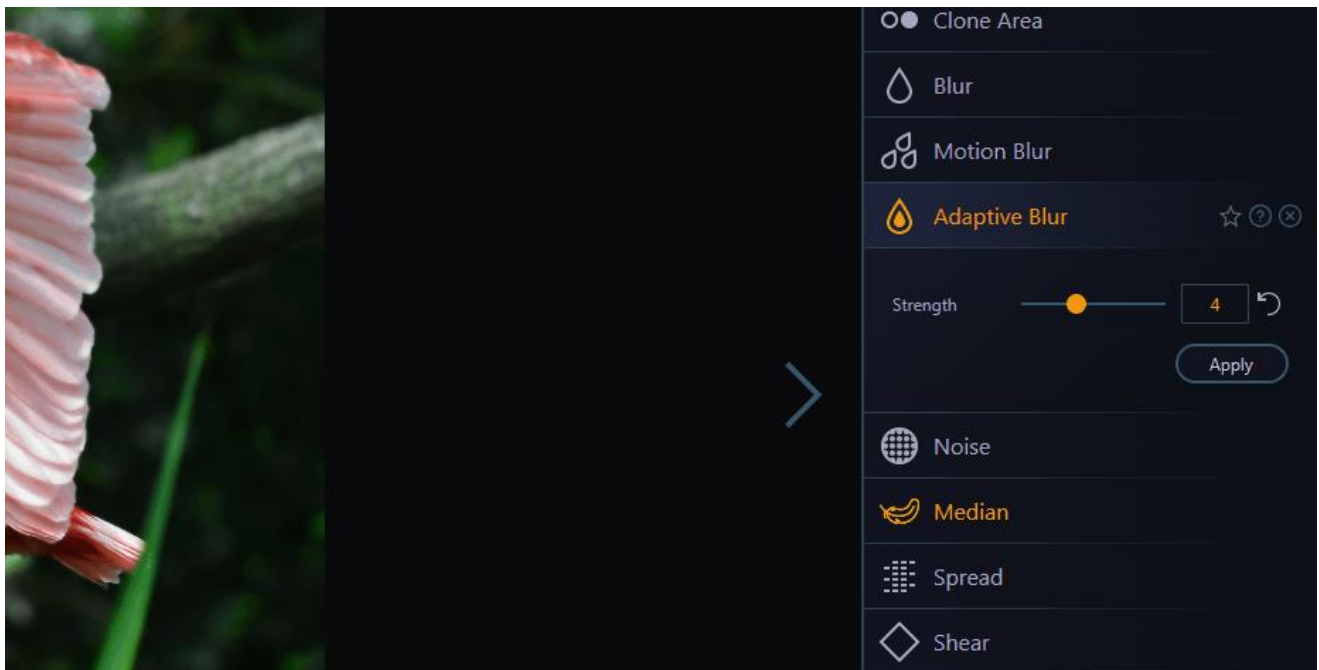 Clone Area
Blur
Motion Blur
Adaptive Blur
Strength 4
Apply
Noise
Median
Spread
Shear